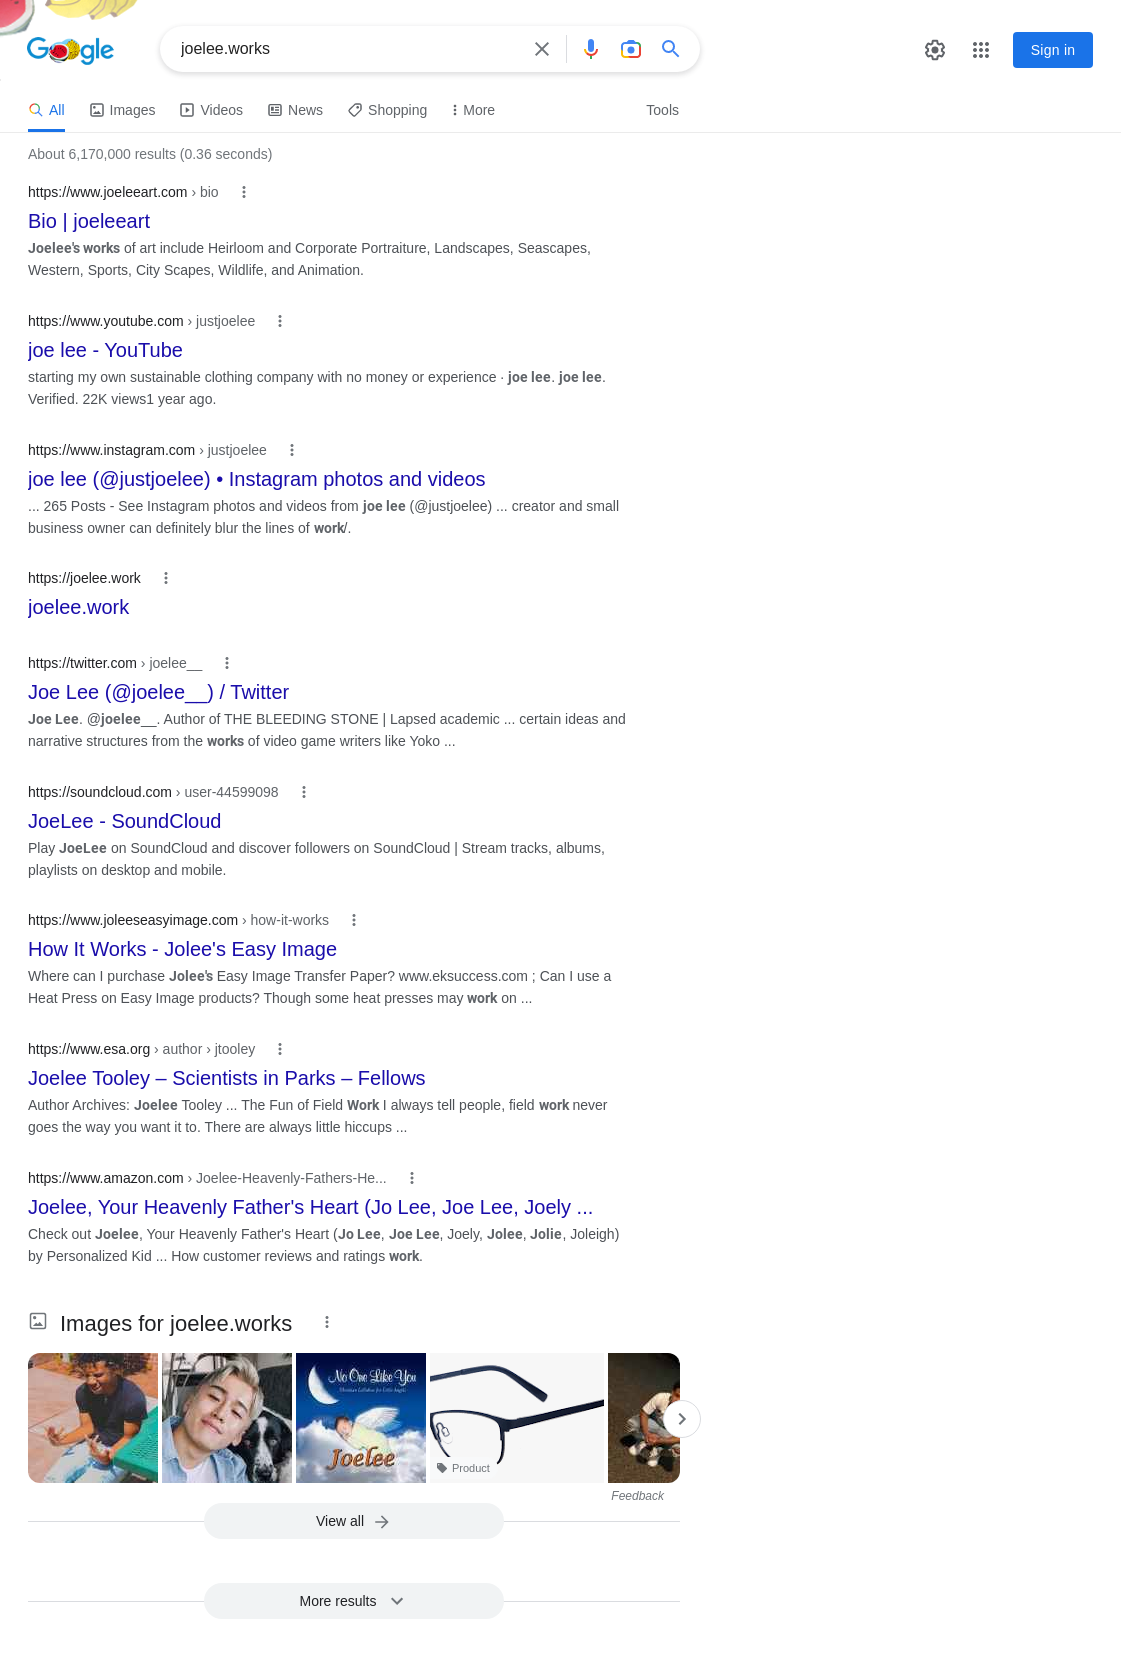 Google
joelee.works
Sign in
All Images Videos News Shopping More Tools
About 6,170,000 results (0.36 seconds)
https://www.joeleeart.com › bio
Bio | joeleeart
Joelee's works of art include Heirloom and Corporate Portraiture, Landscapes, Seascapes,
Western, Sports, City Scapes, Wildlife, and Animation.
https://www.youtube.com › justjoelee
joe lee - YouTube
starting my own sustainable clothing company with no money or experience · joe lee. joe lee.
Verified. 22K views1 year ago.
https://www.instagram.com › justjoelee
joe lee (@justjoelee) • Instagram photos and videos
... 265 Posts - See Instagram photos and videos from joe lee (@justjoelee) ... creator and small
business owner can definitely blur the lines of work/.
https://joelee.work
joelee.work
https://twitter.com › joelee__
Joe Lee (@joelee__) / Twitter
Joe Lee. @joelee__. Author of THE BLEEDING STONE | Lapsed academic ... certain ideas and
narrative structures from the works of video game writers like Yoko ...
https://soundcloud.com › user-44599098
JoeLee - SoundCloud
Play JoeLee on SoundCloud and discover followers on SoundCloud | Stream tracks, albums,
playlists on desktop and mobile.
https://www.joleeseasyimage.com › how-it-works
How It Works - Jolee's Easy Image
Where can I purchase Jolee's Easy Image Transfer Paper? www.eksuccess.com ; Can I use a
Heat Press on Easy Image products? Though some heat presses may work on ...
https://www.esa.org › author › jtooley
Joelee Tooley – Scientists in Parks – Fellows
Author Archives: Joelee Tooley ... The Fun of Field Work I always tell people, field work never
goes the way you want it to. There are always little hiccups ...
https://www.amazon.com › Joelee-Heavenly-Fathers-He...
Joelee, Your Heavenly Father's Heart (Jo Lee, Joe Lee, Joely ...
Check out Joelee, Your Heavenly Father's Heart (Jo Lee, Joe Lee, Joely, Jolee, Jolie, Joleigh)
by Personalized Kid ... How customer reviews and ratings work.
Images for joelee.works
No One Like You
Christian Lullabies for Little Angels
Joelee
Product
Feedback
View all
More results